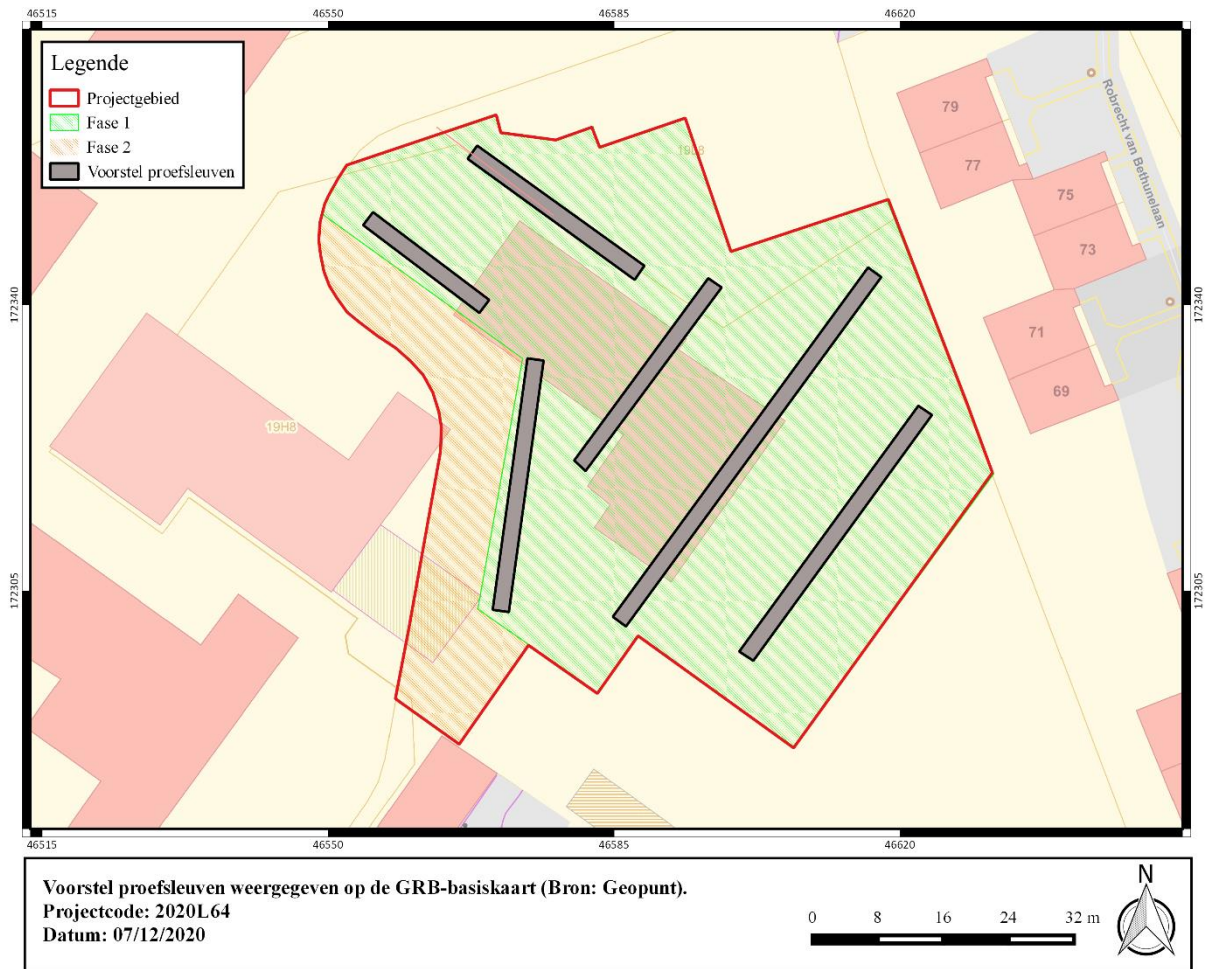 46515 46550 46585 46620
Legende
Projectgebied
Fase 1
Fase 2
Voorstel proefsleuven
19L8
79
77
Robrecht van Bethunelaan
75
73
172340 172340
71
69
19H8
172305 172305
46515 46550 46585 46620
Voorstel proefsleuven weergegeven op de GRB-basiskaart (Bron: Geopunt).
Projectcode: 2020L64
Datum: 07/12/2020
0 8 16 24 32 m
N